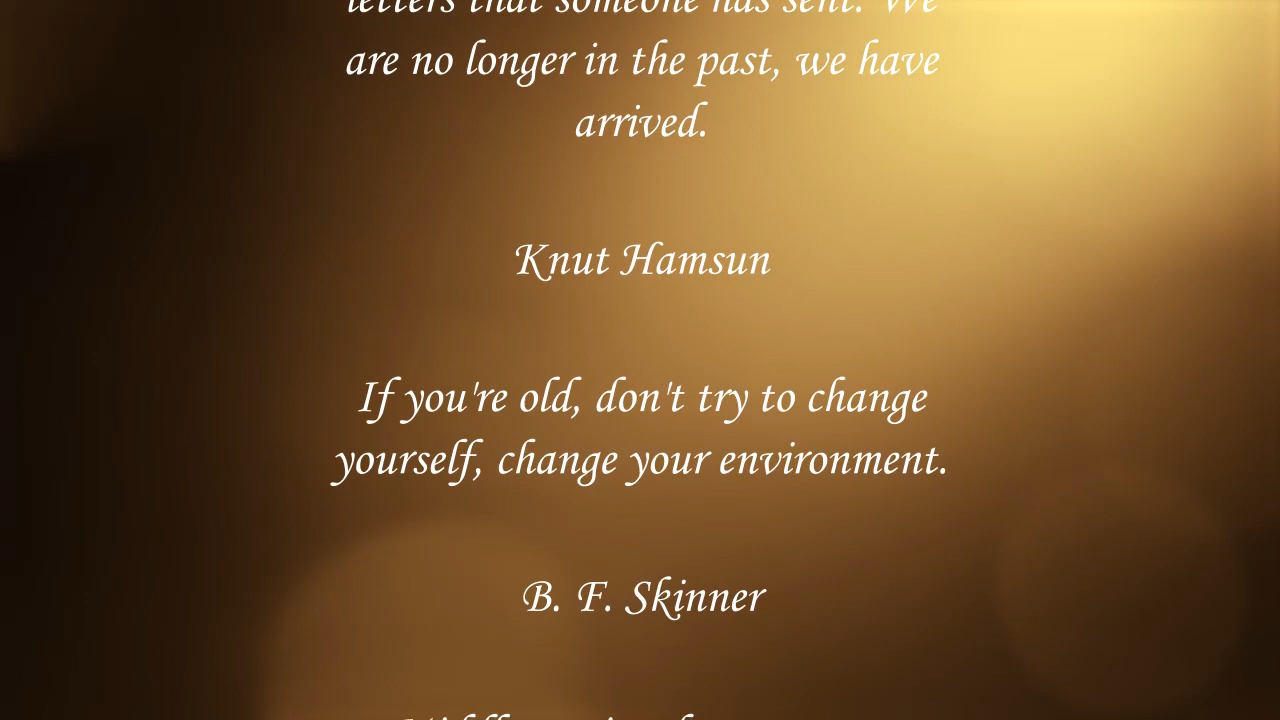 letters that someone has sent. We
are no longer in the past, we have
arrived.
Knut Hamsun
If you're old, don't try to change
yourself, change your environment.
B. F. Skinner